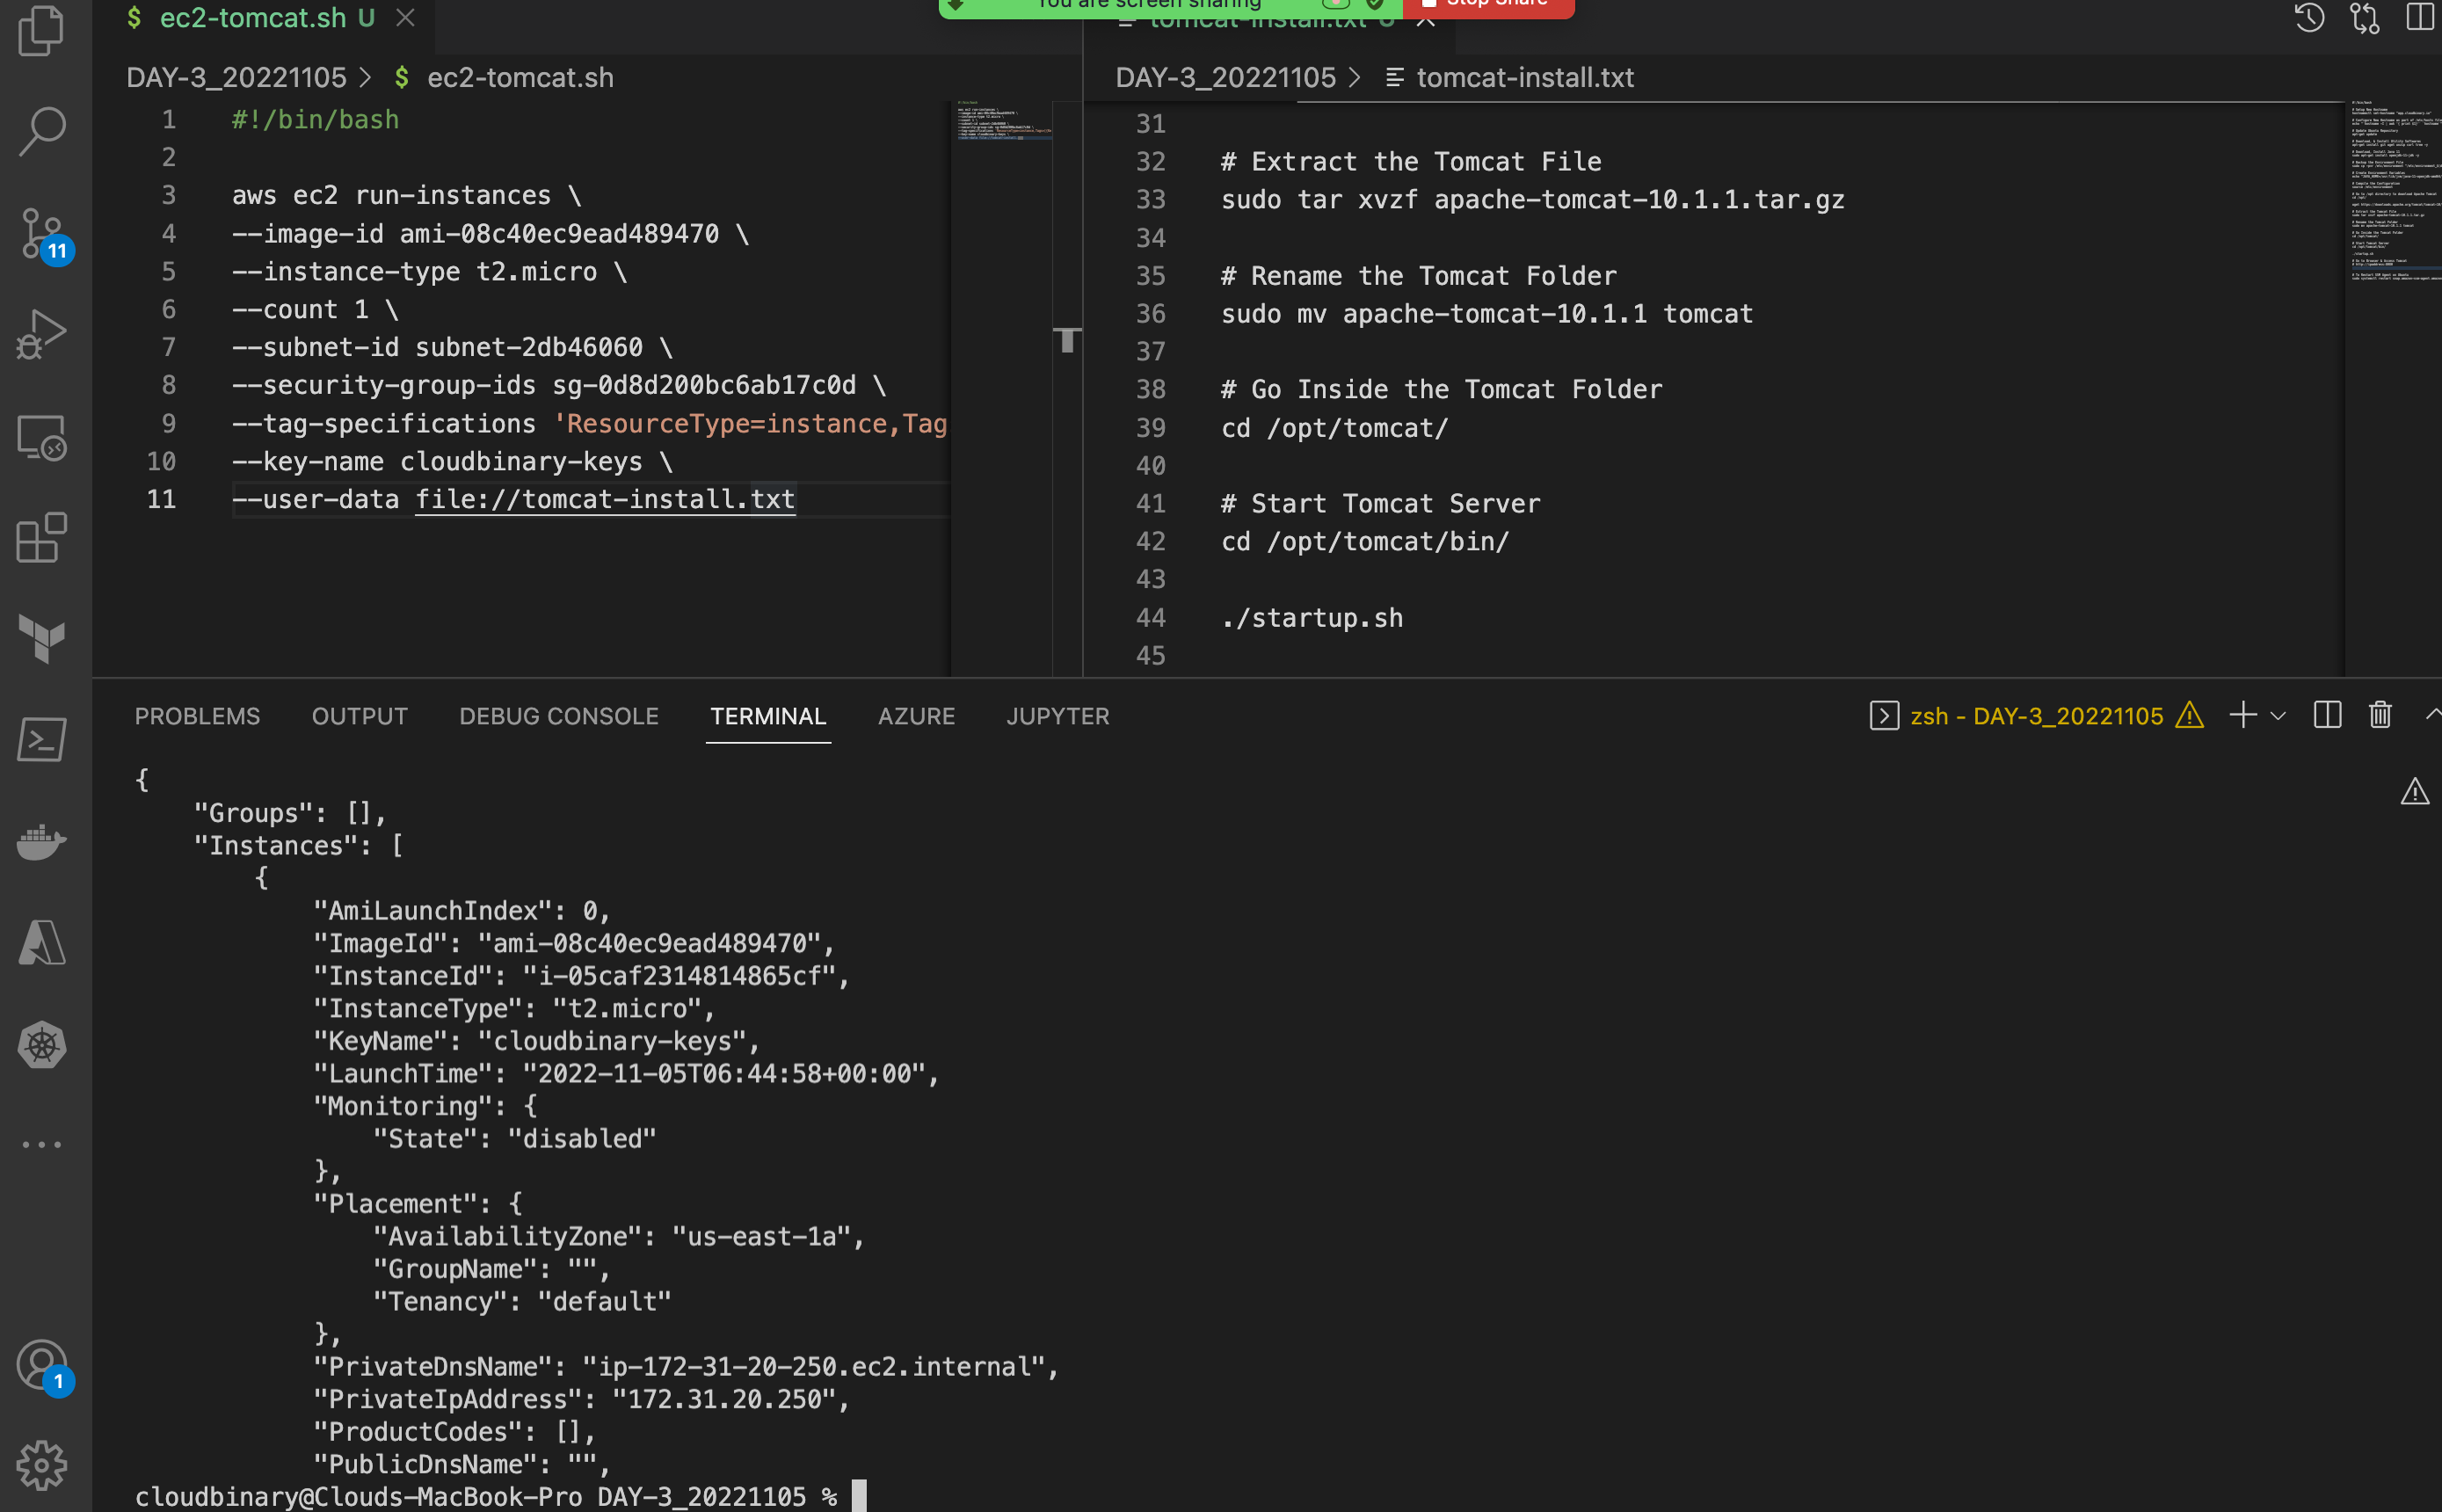 $ ec2-tomcat.sh U
You are screen sharing
Stop Share
tomcat-install.txt U
DAY-3_20221105 > $ ec2-tomcat.sh
1 #!/bin/bash
2
3 aws ec2 run-instances \
4 --image-id ami-08c40ec9ead489470 \
5 --instance-type t2.micro \
6 --count 1 \
7 --subnet-id subnet-2db46060 \
8 --security-group-ids sg-0d8d200bc6ab17c0d \
9 --tag-specifications 'ResourceType=instance,Tag
10 --key-name cloudbinary-keys \
11 --user-data file://tomcat-install.txt
DAY-3_20221105 > tomcat-install.txt
31
32 # Extract the Tomcat File
33 sudo tar xvzf apache-tomcat-10.1.1.tar.gz
34
35 # Rename the Tomcat Folder
36 sudo mv apache-tomcat-10.1.1 tomcat
37
38 # Go Inside the Tomcat Folder
39 cd /opt/tomcat/
40
41 # Start Tomcat Server
42 cd /opt/tomcat/bin/
43
44 ./startup.sh
45
11
1
PROBLEMS OUTPUT DEBUG CONSOLE TERMINAL AZURE JUPYTER
zsh - DAY-3_20221105
{
"Groups": [],
"Instances": [
{
"AmiLaunchIndex": 0,
"ImageId": "ami-08c40ec9ead489470",
"InstanceId": "i-05caf2314814865cf",
"InstanceType": "t2.micro",
"KeyName": "cloudbinary-keys",
"LaunchTime": "2022-11-05T06:44:58+00:00",
"Monitoring": {
"State": "disabled"
},
"Placement": {
"AvailabilityZone": "us-east-1a",
"GroupName": "",
"Tenancy": "default"
},
"PrivateDnsName": "ip-172-31-20-250.ec2.internal",
"PrivateIpAddress": "172.31.20.250",
"ProductCodes": [],
"PublicDnsName": "",
cloudbinary@Clouds-MacBook-Pro DAY-3_20221105 %